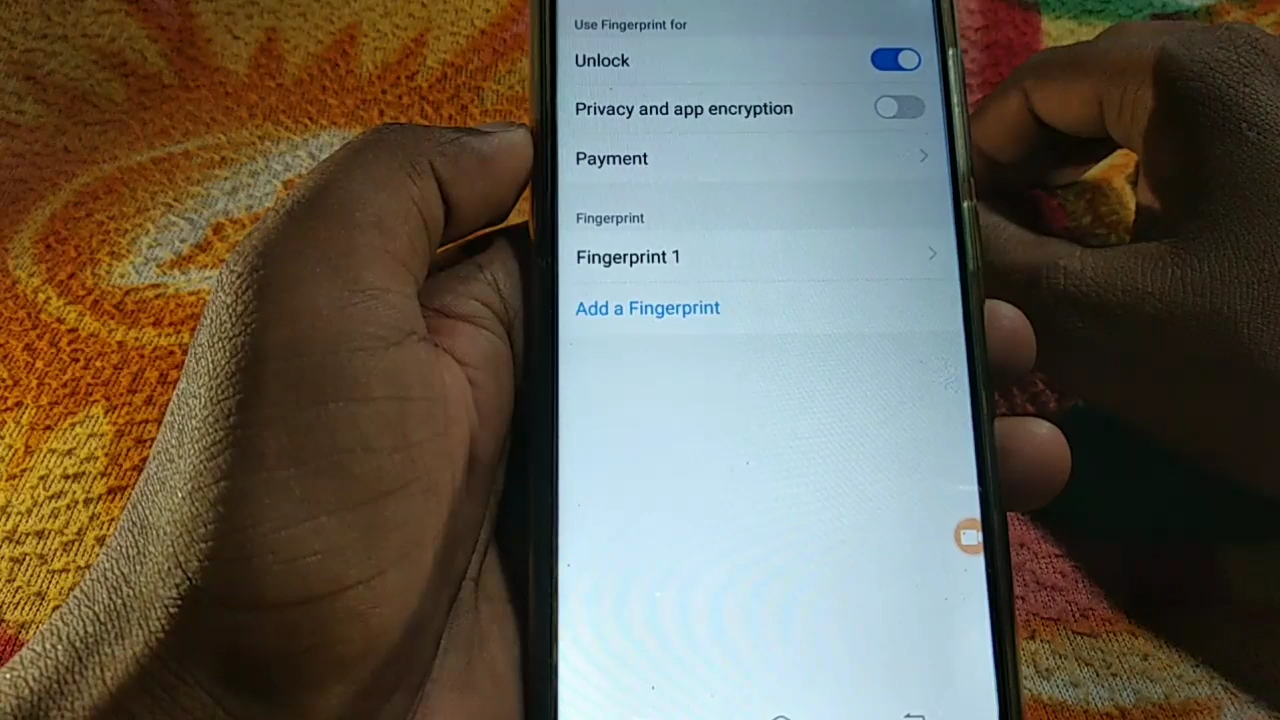 Use Fingerprint for
Unlock
Privacy and app encryption
Payment
Fingerprint
Fingerprint 1
Add a Fingerprint